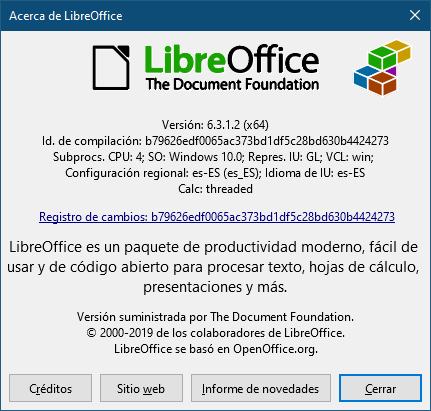 Acerca de LibreOffice
LibreOffice
The Document Foundation
Versión: 6.3.1.2 (x64)
Id. de compilación: b79626edf0065ac373bd1df5c28bd630b4424273
Subprocs. CPU: 4; SO: Windows 10.0; Repres. IU: GL; VCL: win;
Configuración regional: es-ES (es_ES); Idioma de IU: es-ES
Calc: threaded
Registro de cambios: b79626edf0065ac373bd1df5c28bd630b4424273
LibreOffice es un paquete de productividad moderno, fácil de
usar y de código abierto para procesar texto, hojas de cálculo,
presentaciones y más.
Versión suministrada por The Document Foundation.
© 2000-2019 de los colaboradores de LibreOffice.
LibreOffice se basó en OpenOffice.org.
Créditos
Sitio web
Informe de novedades
Cerrar